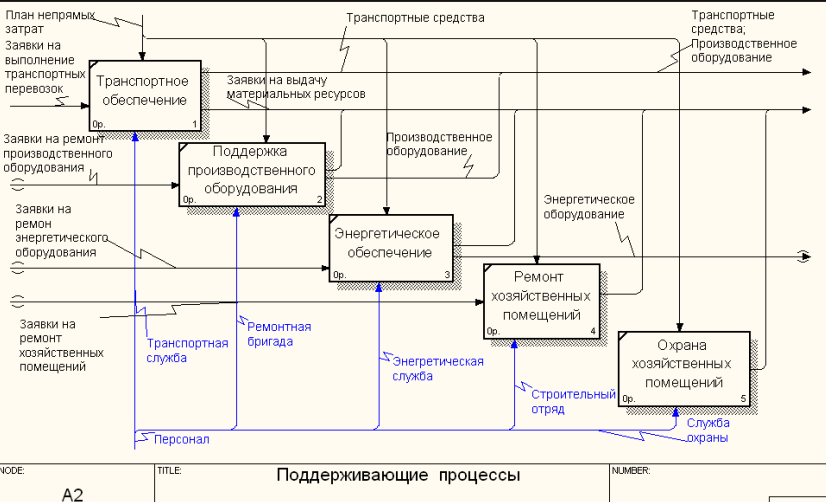 План непрямых
затрат
Заявки на
выполнение
транспортных
перевозок
Транспортное
обеспечение
0р.
1
Транспортные средства
Транспортные
средства;
Производственное
оборудование
Заявки на выдачу
материальных ресурсов
Заявки на ремонт
производственного
оборудования
Поддержка
производственного
оборудования
0р.
2
Производственное
оборудование
Заявки на
ремон
энергетического
оборудования
Энергетическое
обеспечение
0р.
3
Энергетическое
оборудование
Ремонт
хозяйственных
помещений
0р.
4
Заявки на
ремонт
хозяйственных
помещений
Транспортная
служба
Ремонтная
бригада
Энегретическая
служба
Охрана
хозяйственных
помещений
0р.
5
Строительный
отряд
Служба
охраны
Персонал
NODE:
A2
TITLE:
Поддерживающие процессы
NUMBER: